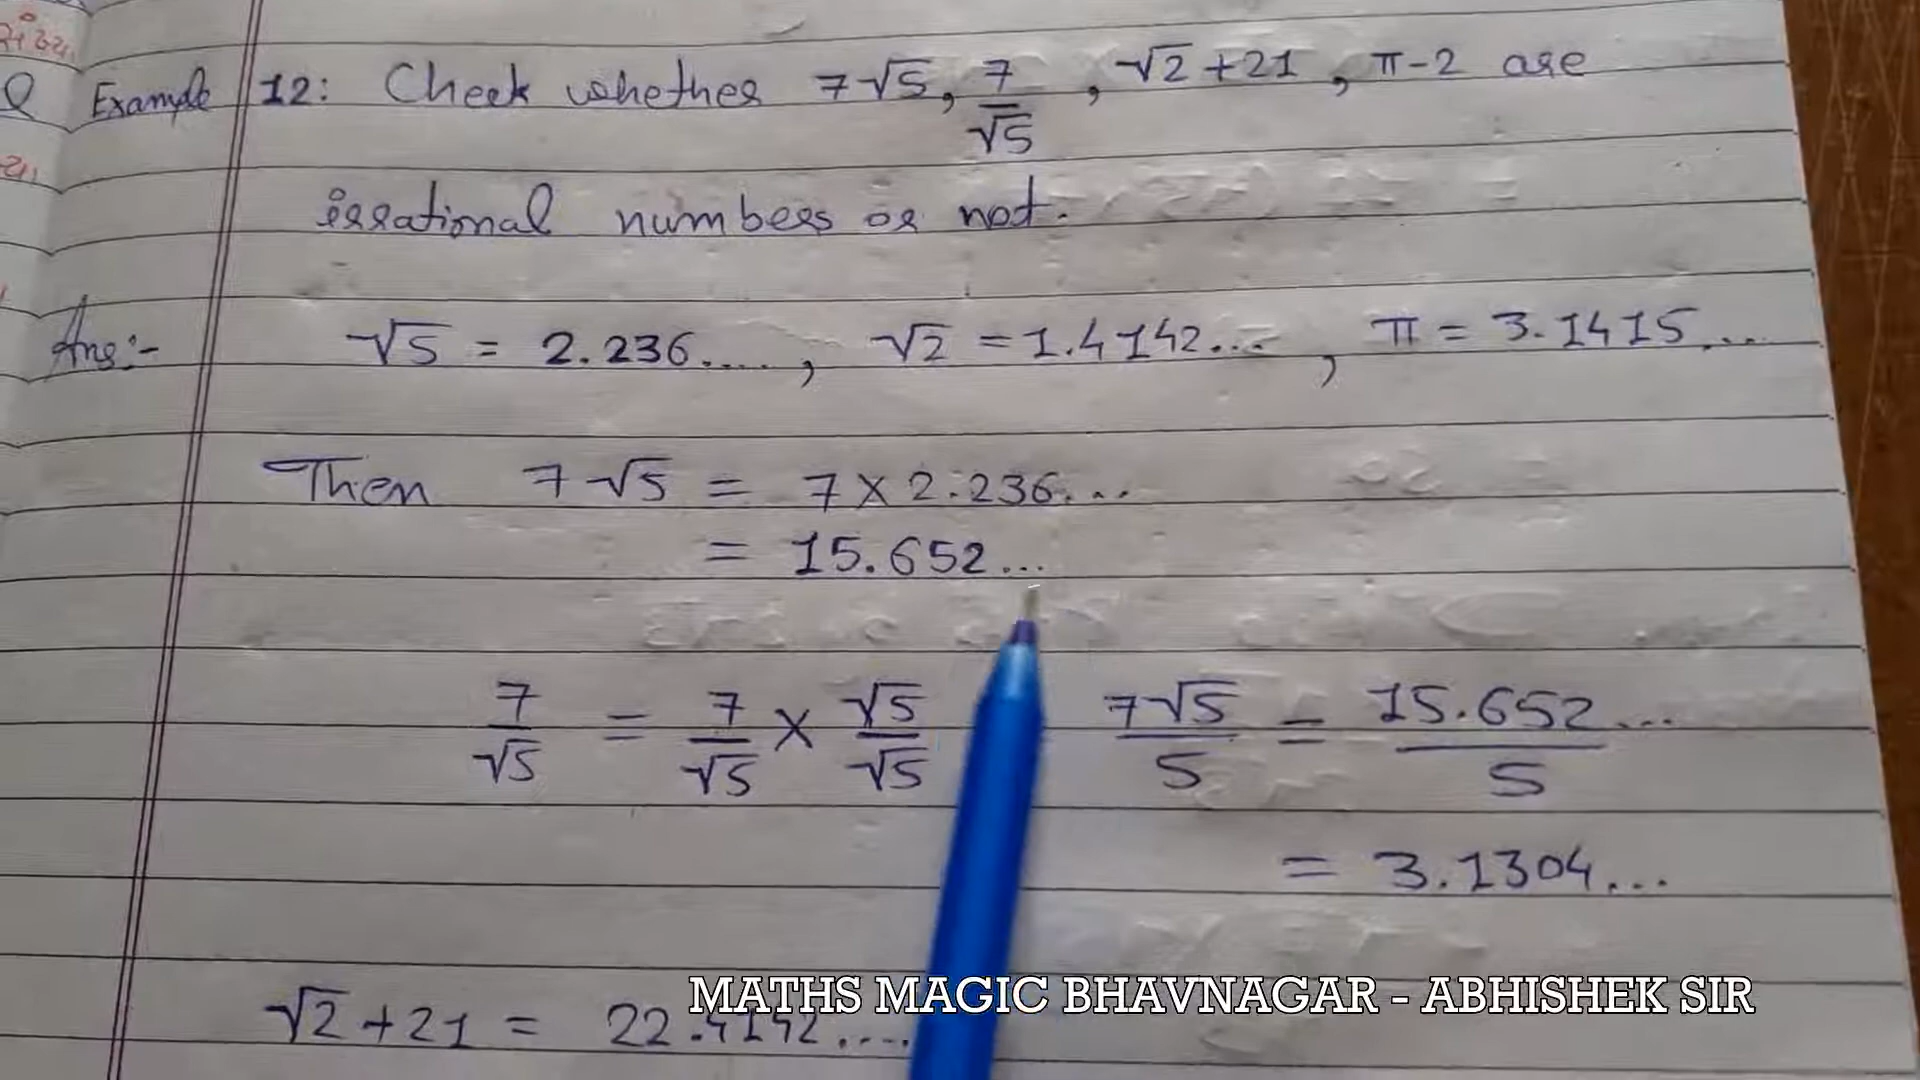 Q Example 12: Check whether 7√5, 7/√5, √2+21, π-2 are
irrational numbers or not.
Ans:- √5 = 2.236...., √2 = 1.4142..., π = 3.1415....
Then 7√5 = 7×2.236...
= 15.652...
7/√5 = 7/√5 × √5/√5 7√5/5 = 15.652.../5
= 3.1304...
√2+21 = 22.4142....
MATHS MAGIC BHAVNAGAR - ABHISHEK SIR